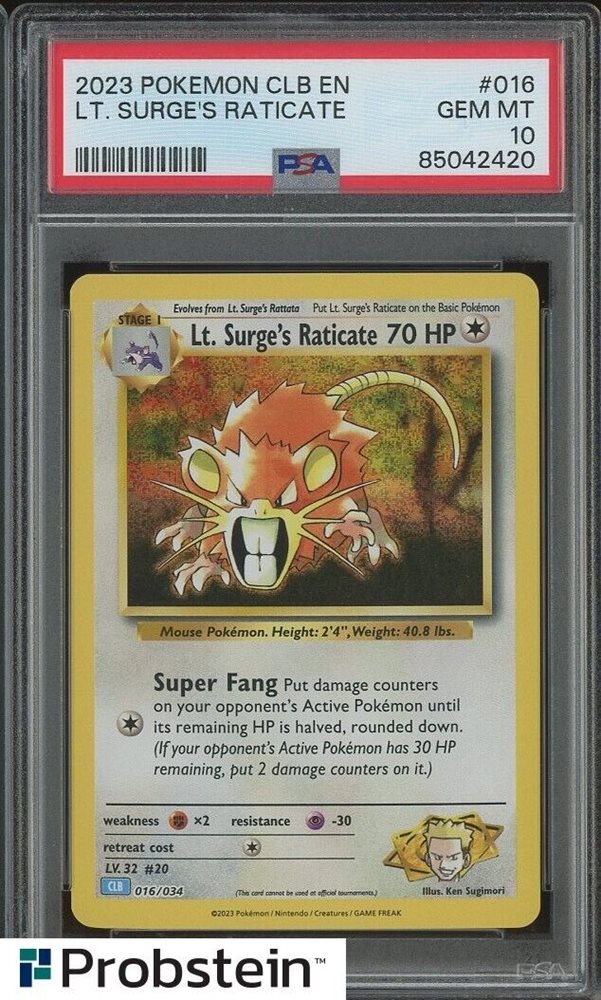 2023 POKEMON CLB EN #016
LT. SURGE'S RATICATE GEM MT
10
PSA 85042420
Evolves from Lt. Surge's Rattata Put Lt. Surge's Raticate on the Basic Pokémon
STAGE 1
Lt. Surge's Raticate 70 HP
Mouse Pokémon. Height: 2'4", Weight: 40.8 lbs.
Super Fang Put damage counters
on your opponent's Active Pokémon until
its remaining HP is halved, rounded down.
(If your opponent's Active Pokémon has 30 HP
remaining, put 2 damage counters on it.)
weakness ×2 resistance -30
retreat cost
LV. 32 #20
CLB 016/034 (This card cannot be used at official tournaments.) Illus. Ken Sugimori
©2023 Pokémon / Nintendo / Creatures / GAME FREAK
Probstein™
PSA